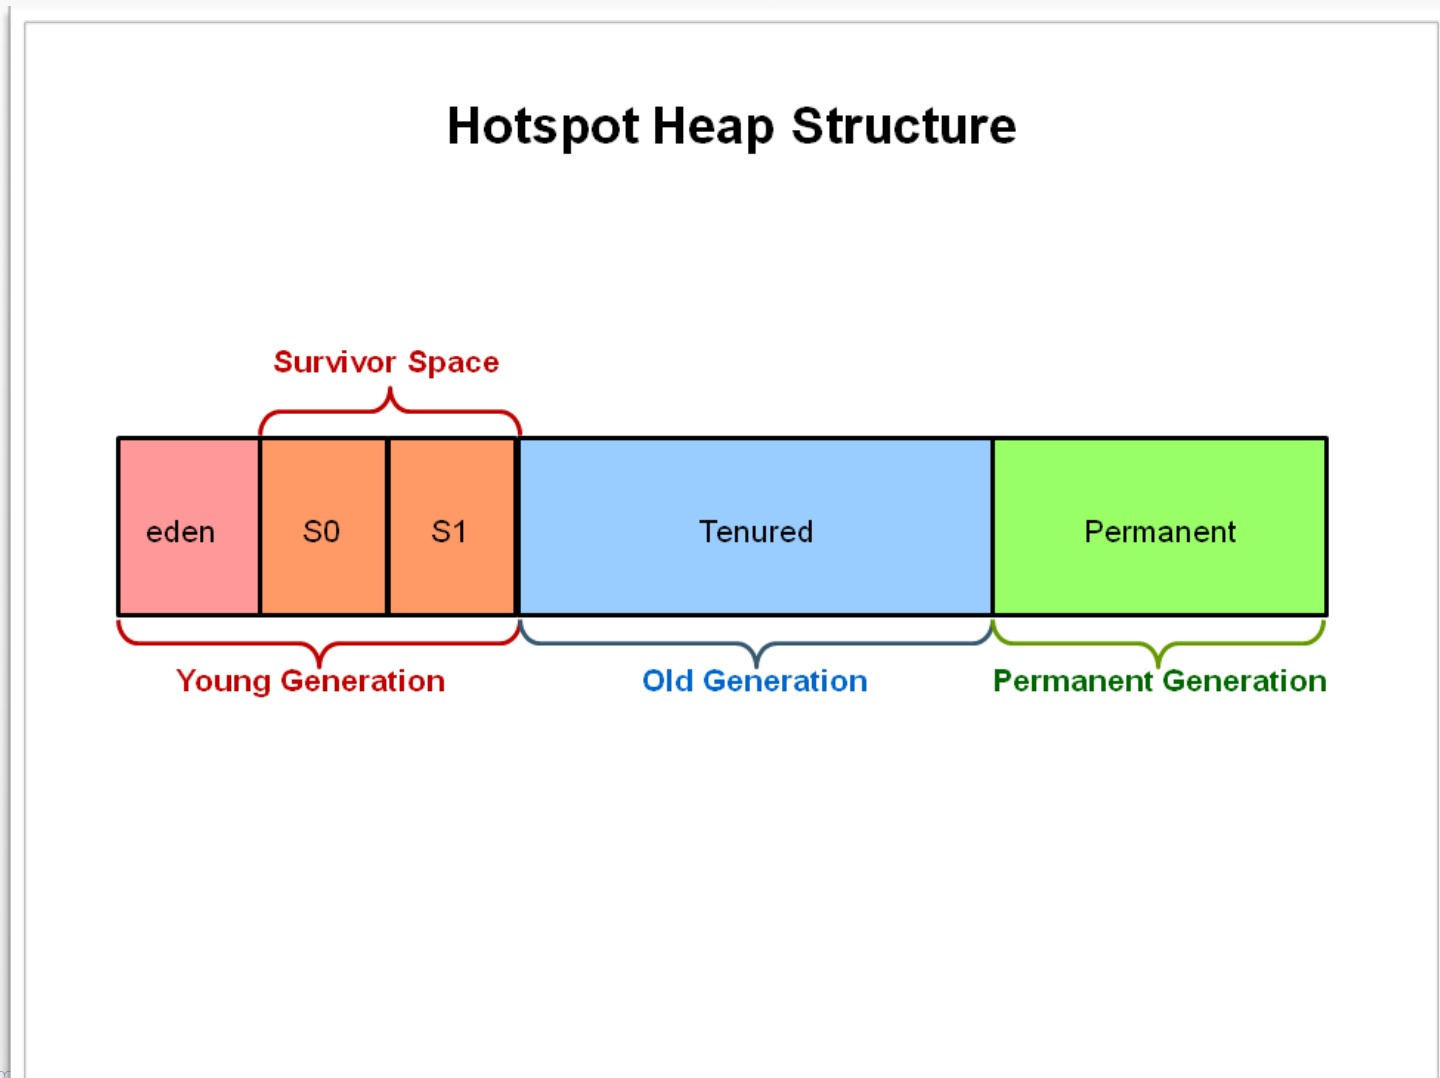 Hotspot Heap Structure
Survivor Space
eden
S0
S1
Tenured
Permanent
Young Generation
Old Generation
Permanent Generation